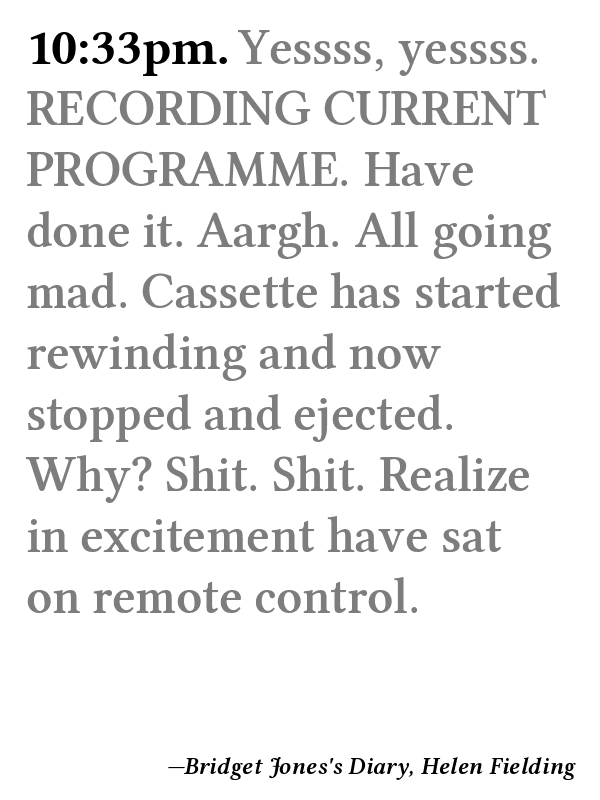 10:33pm. Yessss, yessss.
RECORDING CURRENT
PROGRAMME. Have
done it. Aargh. All going
mad. Cassette has started
rewinding and now
stopped and ejected.
Why? Shit. Shit. Realize
in excitement have sat
on remote control.
—Bridget Jones's Diary, Helen Fielding